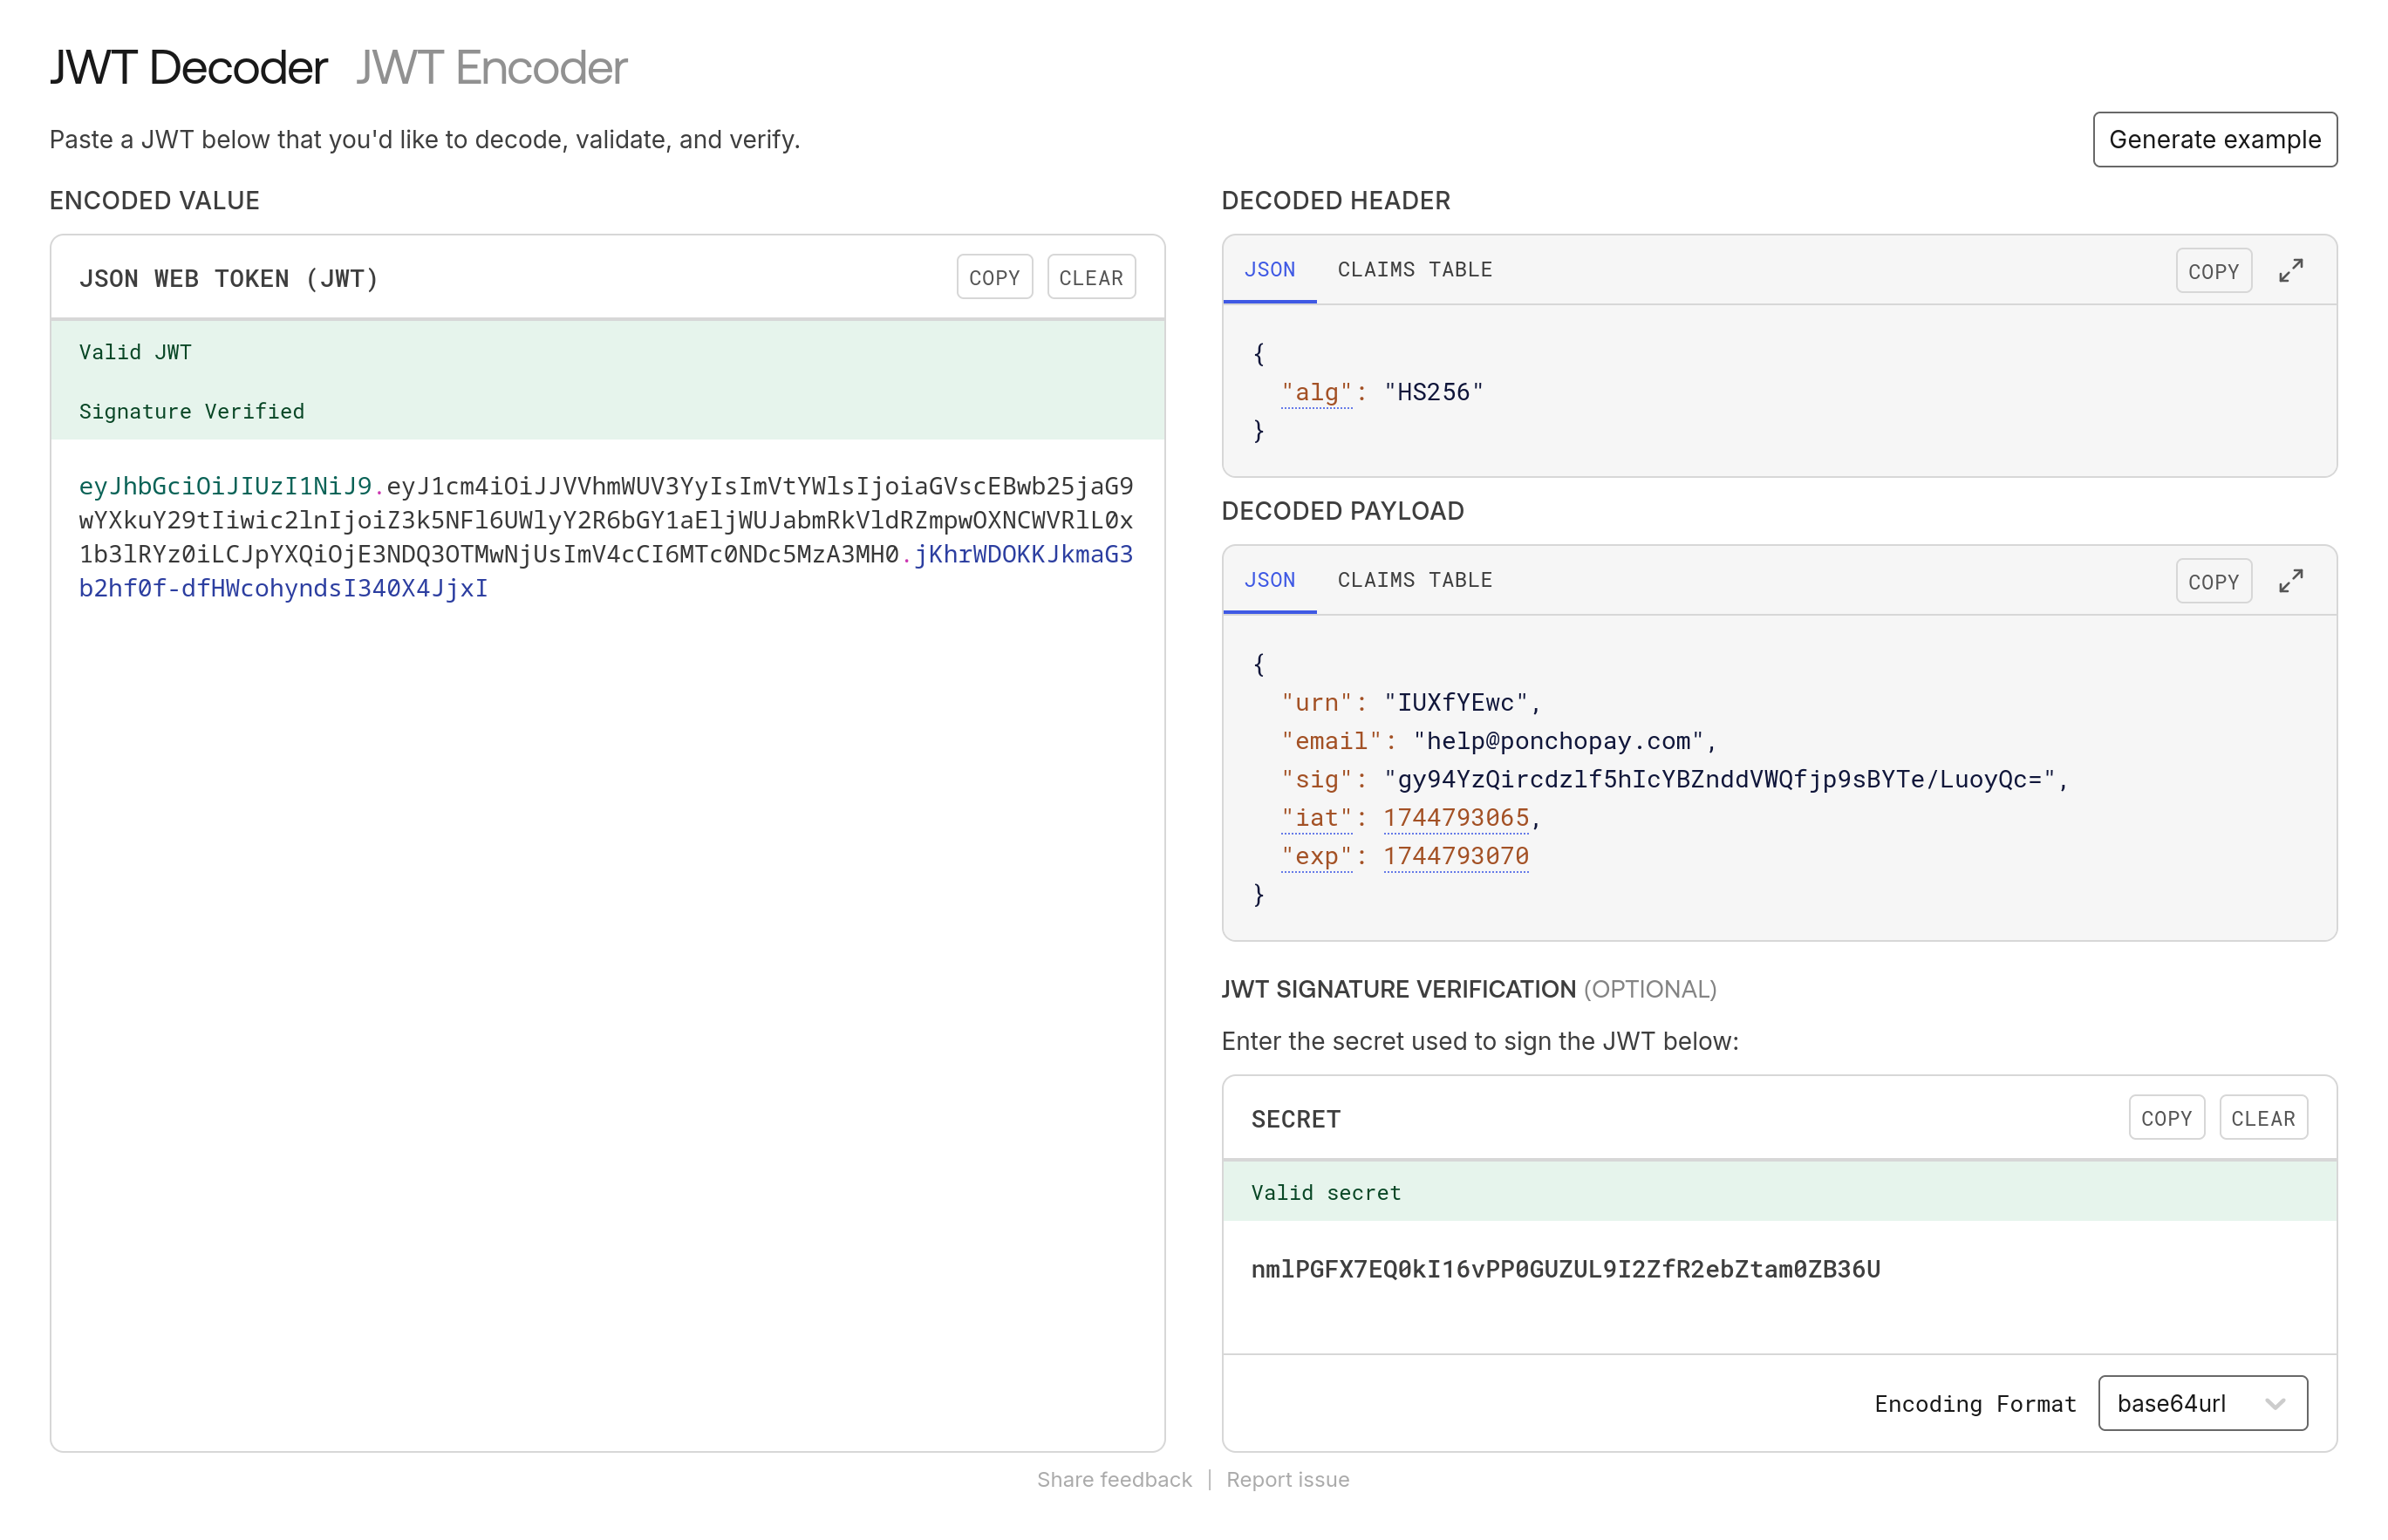 JWT Decoder JWT Encoder
Paste a JWT below that you'd like to decode, validate, and verify.
Generate example
ENCODED VALUE
JSON WEB TOKEN (JWT)
COPY
CLEAR
Valid JWT
Signature Verified
eyJhbGciOiJIUzI1NiJ9.eyJ1cm4iOiJJVVhmWUV3YyIsImVtYWlsIjoiaGVscEBwb25jaG9
wYXkuY29tIiwic2lnIjoiZ3k5NFl6UWlyY2R6bGY1aEljWUJabmRkVldRZmpwOXNCWVRlL0x
1b3lRYz0iLCJpYXQiOjE3NDQ3OTMwNjUsImV4cCI6MTc0NDc5MzA3MH0.jKhrWDOKKJkmaG3
b2hf0f-dfHWcohyndsI340X4JjxI
DECODED HEADER
JSON
CLAIMS TABLE
COPY
{
"alg": "HS256"
}
DECODED PAYLOAD
JSON
CLAIMS TABLE
COPY
{
"urn": "IUXfYEwc",
"email": "help@ponchopay.com",
"sig": "gy94YzQircdzlf5hIcYBZnddVWQfjp9sBYTe/LuoyQc=",
"iat": 1744793065,
"exp": 1744793070
}
JWT SIGNATURE VERIFICATION (OPTIONAL)
Enter the secret used to sign the JWT below:
SECRET
COPY
CLEAR
Valid secret
nmlPGFX7EQ0kI16vPP0GUZUL9I2ZfR2ebZtam0ZB36U
Encoding Format
base64url
Share feedback | Report issue